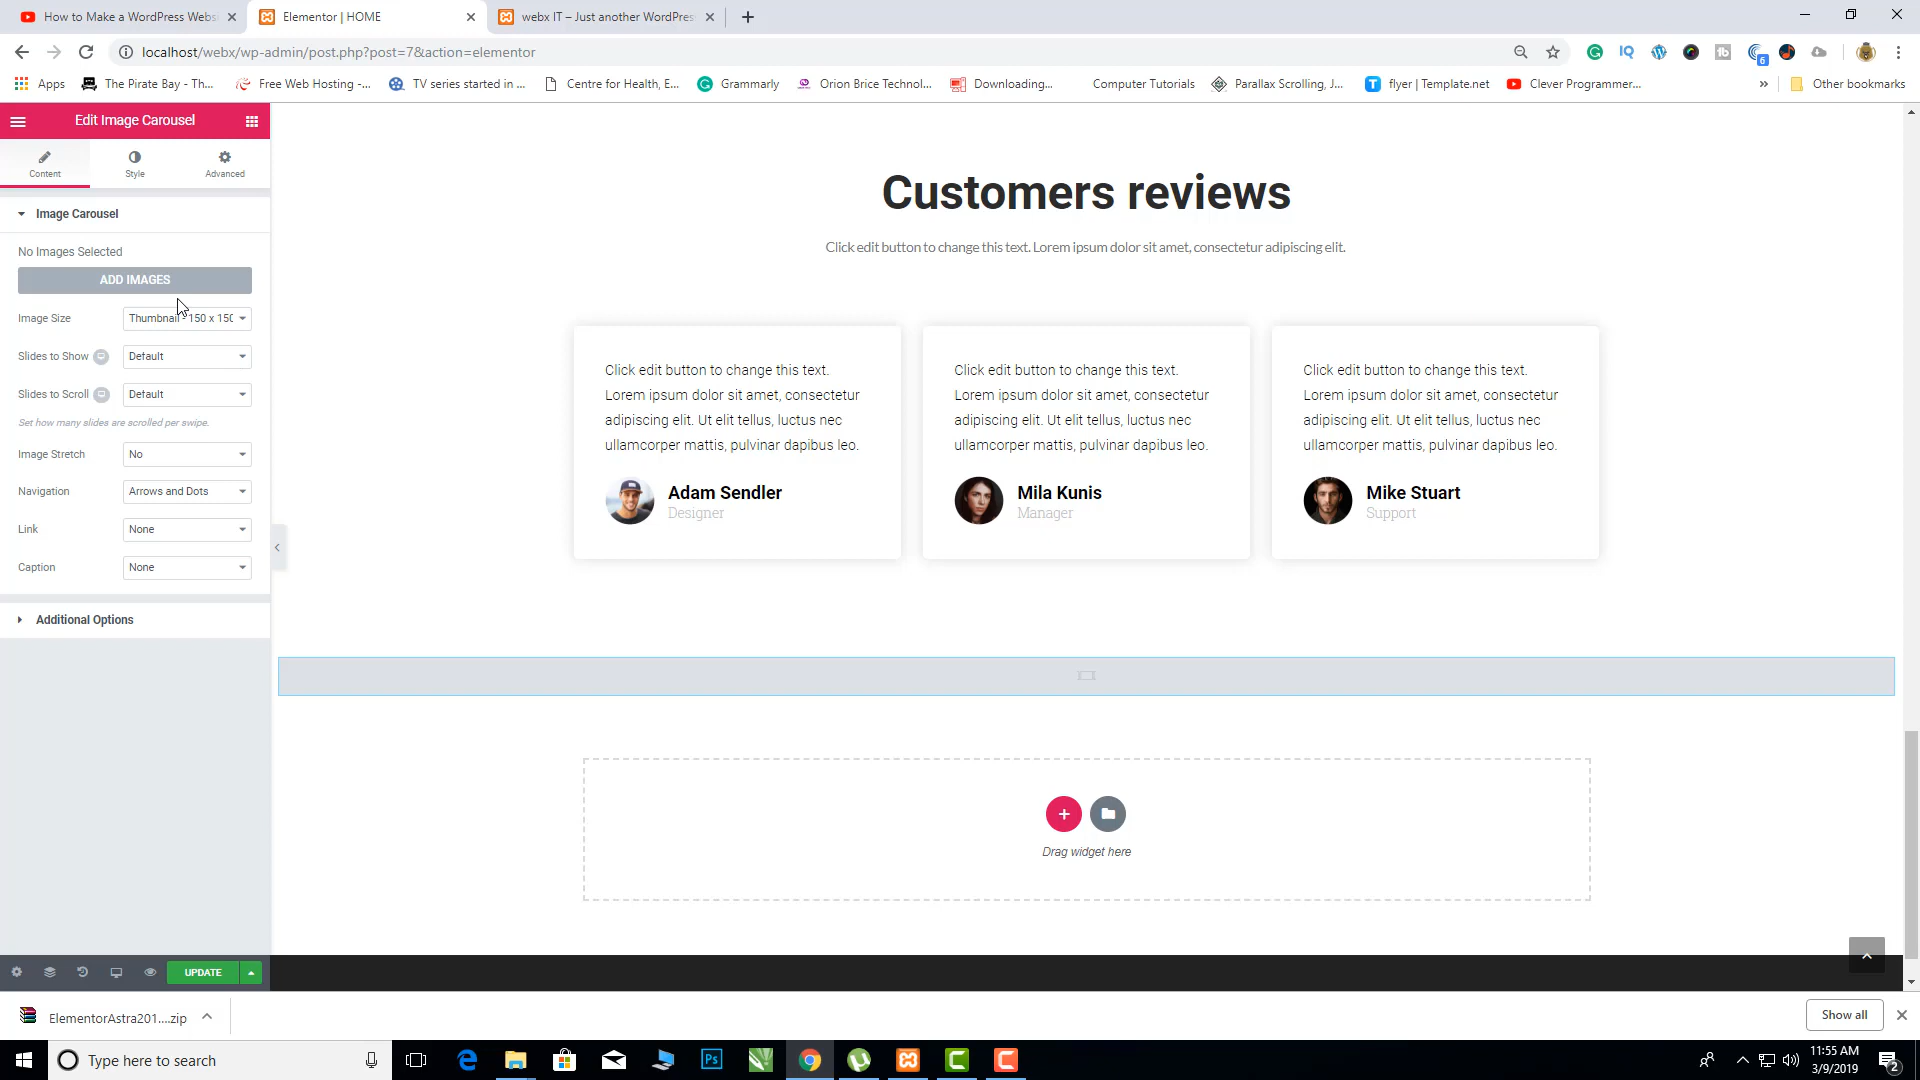 How to Make a WordPress Websi
Elementor | HOME
webx IT – Just another WordPres
localhost/webx/wp-admin/post.php?post=7&action=elementor
IQ
tb
6
Apps
The Pirate Bay - Th...
Free Web Hosting -...
TV series started in ...
Centre for Health, E...
Grammarly
Orion Brice Technol...
Downloading...
Computer Tutorials
Parallax Scrolling, J...
flyer | Template.net
Clever Programmer...
»
Other bookmarks
Edit Image Carousel
Content
Style
Advanced
Image Carousel
No Images Selected
ADD IMAGES
Image Size
Thumbnail - 150 x 150
Slides to Show
Default
Slides to Scroll
Default
Set how many slides are scrolled per swipe.
Image Stretch
No
Navigation
Arrows and Dots
Link
None
Caption
None
Additional Options
UPDATE
Customers reviews
Click edit button to change this text. Lorem ipsum dolor sit amet, consectetur adipiscing elit.
Click edit button to change this text.
Lorem ipsum dolor sit amet, consectetur
adipiscing elit. Ut elit tellus, luctus nec
ullamcorper mattis, pulvinar dapibus leo.
Adam Sendler
Designer
Click edit button to change this text.
Lorem ipsum dolor sit amet, consectetur
adipiscing elit. Ut elit tellus, luctus nec
ullamcorper mattis, pulvinar dapibus leo.
Mila Kunis
Manager
Click edit button to change this text.
Lorem ipsum dolor sit amet, consectetur
adipiscing elit. Ut elit tellus, luctus nec
ullamcorper mattis, pulvinar dapibus leo.
Mike Stuart
Support
Drag widget here
ElementorAstra201....zip
Show all
Type here to search
Ps
11:55 AM
3/9/2019
2